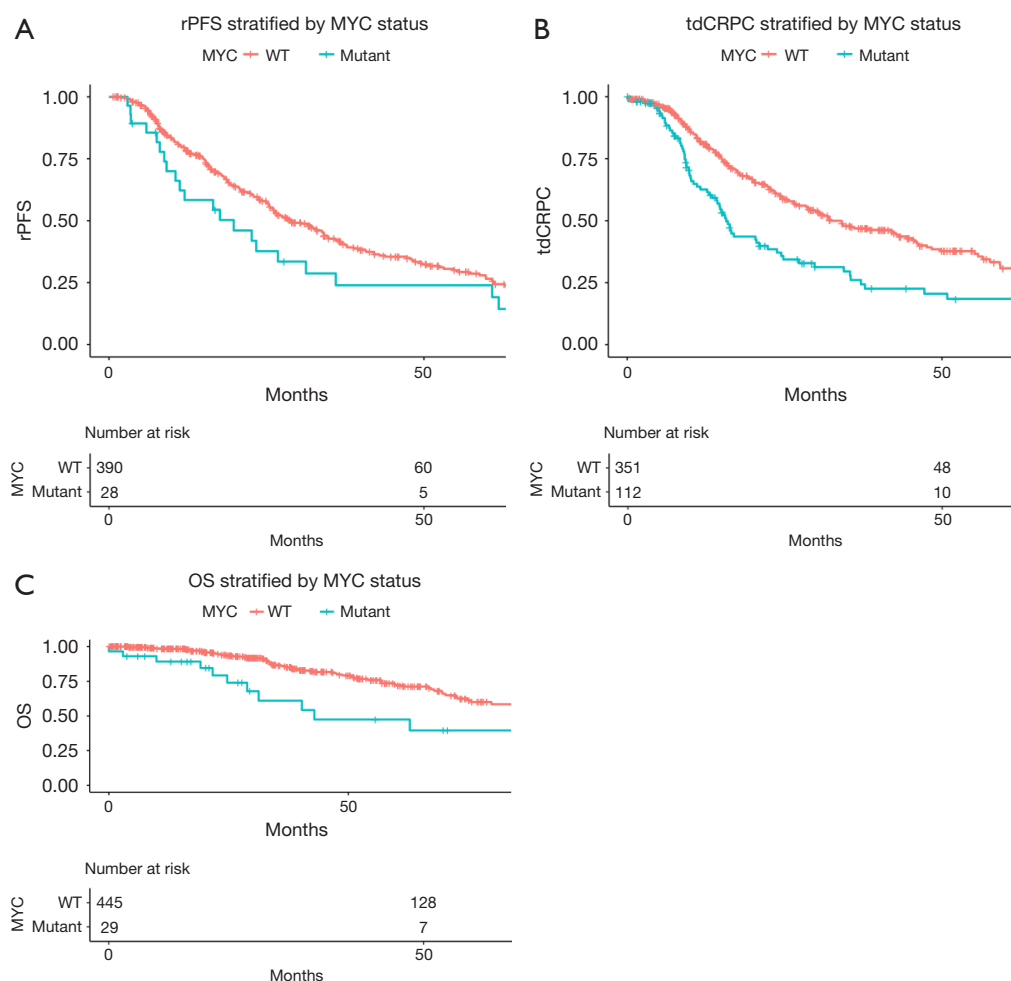 A
rPFS stratified by MYC status
MYC WT Mutant
1.00
0.75
0.50
0.25
0.00
rPFS
0 50
Months
Number at risk
MYC
WT 390 60
Mutant 28 5
0 50
Months
B
tdCRPC stratified by MYC status
MYC WT Mutant
1.00
0.75
0.50
0.25
0.00
tdCRPC
0 50
Months
Number at risk
MYC
WT 351 48
Mutant 112 10
0 50
Months
C
OS stratified by MYC status
MYC WT Mutant
1.00
0.75
0.50
0.25
0.00
OS
0 50
Months
Number at risk
MYC
WT 445 128
Mutant 29 7
0 50
Months